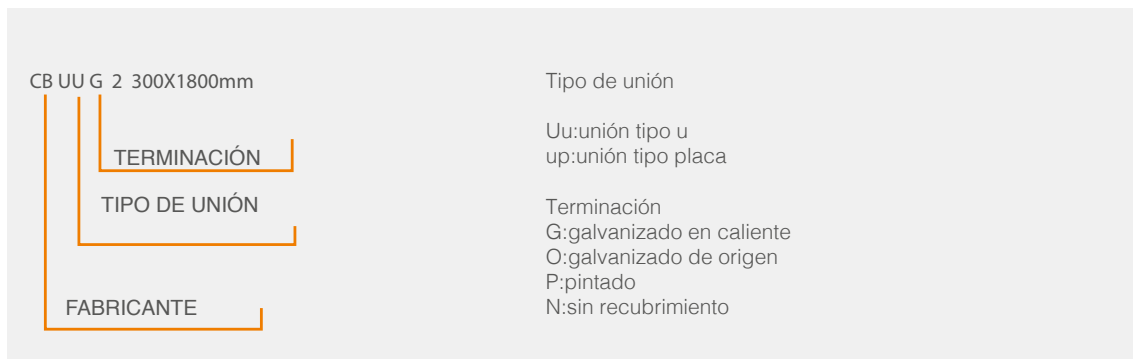 CB UU G 2 300X1800mm
TERMINACIÓN
TIPO DE UNIÓN
FABRICANTE
Tipo de unión
Uu:unión tipo u
up:unión tipo placa
Terminación
G:galvanizado en caliente
O:galvanizado de origen
P:pintado
N:sin recubrimiento